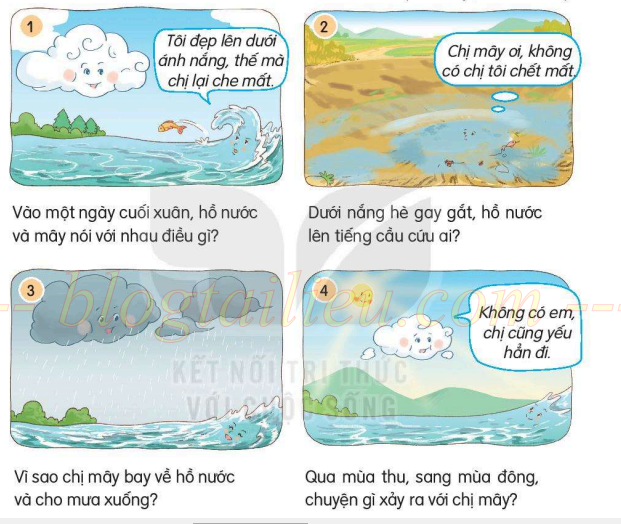 1
Tôi đẹp lên dưới
ánh nắng, thế mà
chị lại che mất.
Vào một ngày cuối xuân, hồ nước
và mây nói với nhau điều gì?
2
Chị mây ơi, không
có chị tôi chết mất.
Dưới nắng hè gay gắt, hồ nước
lên tiếng cầu cứu ai?
3
Vì sao chị mây bay về hồ nước
và cho mưa xuống?
4
Không có em,
chị cũng yếu
hẳn đi.
Qua mùa thu, sang mùa đông,
chuyện gì xảy ra với chị mây?
blogtailieu.com
KẾT NỐI TRI THỨC
VỚI CUỘC SỐNG